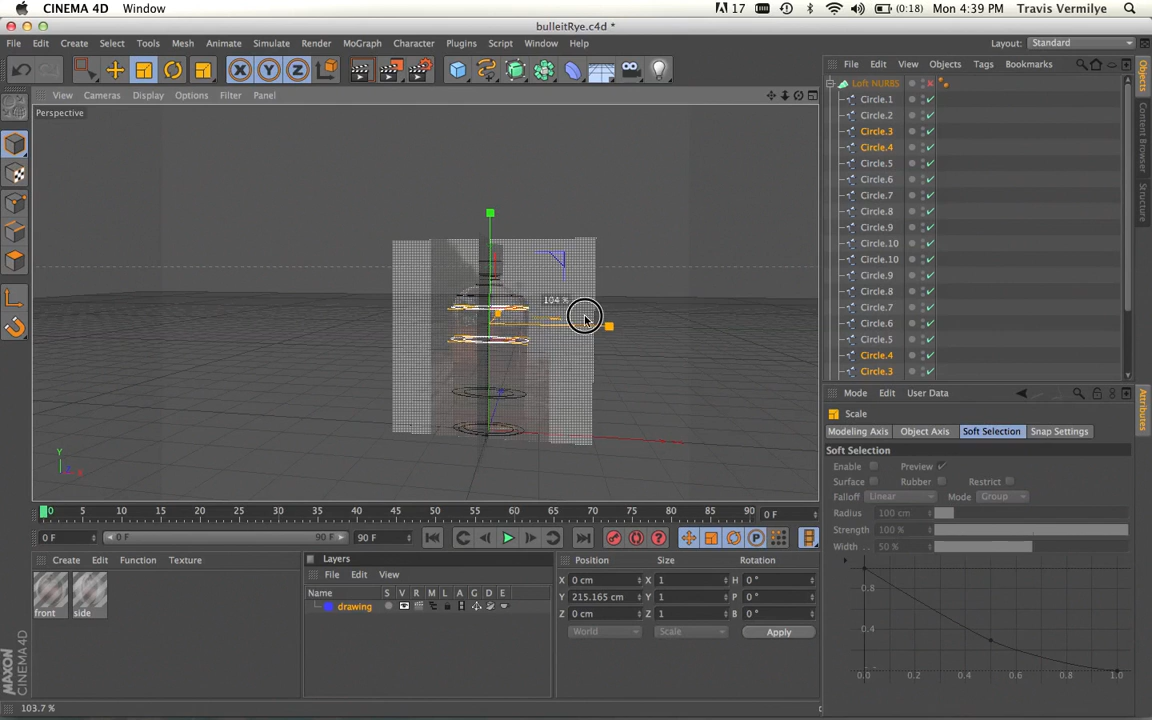 CINEMA 4D Window 17 (0:18) Mon 4:39 PM Travis Vermilye
bulleitRye.c4d *
File Edit Create Select Tools Mesh Animate Simulate Render MoGraph Character Plugins Script Window Help Layout: Standard
X Y Z
File Edit View Objects Tags Bookmarks
View Cameras Display Options Filter Panel
Perspective
Loft NURBS
Circle.1
Circle.2
Circle.3
Circle.4
Circle.5
Circle.6
Circle.7
Circle.8
Circle.9
Circle.10
Circle.10
Circle.9
Circle.8
Circle.7
Circle.6
Circle.5
Circle.4
Circle.3
Objects
Content Browser
Structure
104 %
Y
X
Mode Edit User Data
Attributes
Scale
Modeling Axis Object Axis Soft Selection Snap Settings
Soft Selection
Enable Preview
Surface Rubber Restrict
Falloff Linear Mode Group
Radius 100 cm
Strength 100 %
Width 50 %
0.8
0.4
0.0 0.2 0.4 0.6 0.8 1.0
0 5 10 15 20 25 30 35 40 45 50 55 60 65 70 75 80 85 90 0 F
0 F 0 F 90 F 90 F
P
Create Edit Function Texture
front side
Layers
File Edit View
Name S V R M L A G D E
drawing
Position Size Rotation
X 0 cm X 1 H 0 °
Y 215.165 cm Y 1 P 0 °
Z 0 cm Z 1 B 0 °
World Scale Apply
MAXON CINEMA 4D
103.7 %